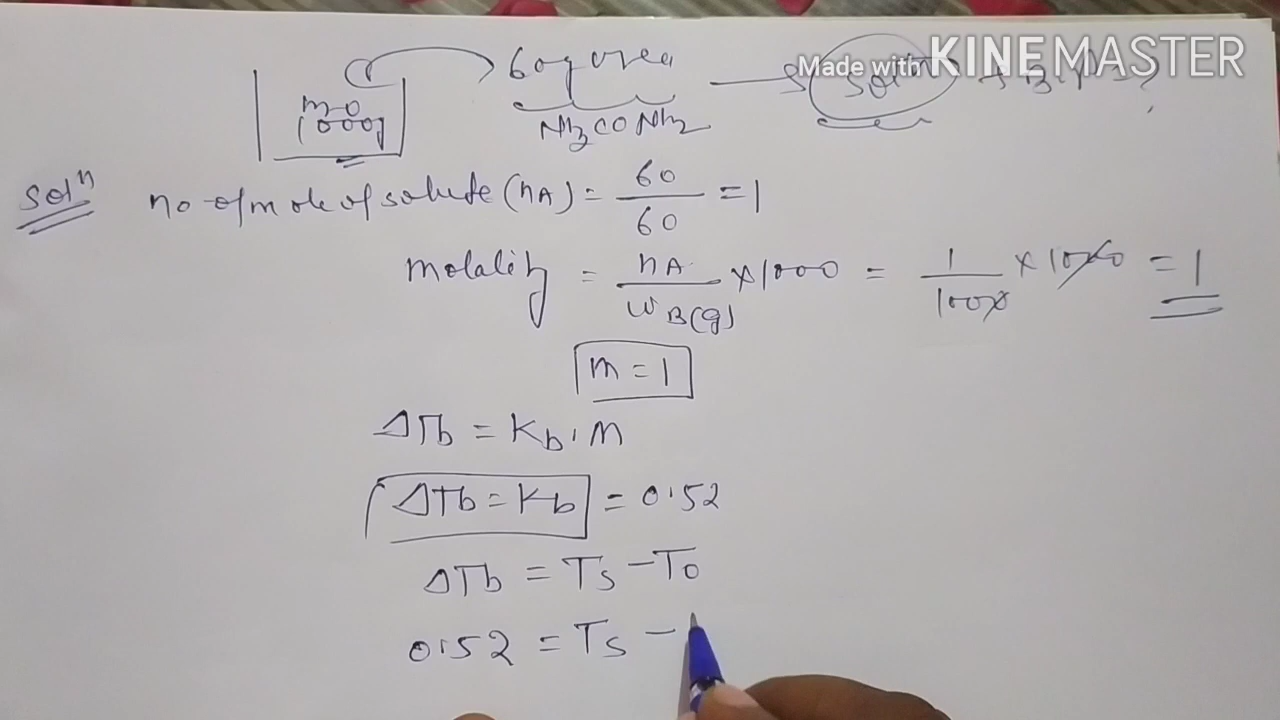 60g urea → soln → B.P = ?
H2O
1000g
NH2CONH2
Made with KINEMASTER
Soln no of mole of solute (nA) = 60/60 = 1
molality = nA/WB(g) × 1000 = 1/1000 × 1000 = 1
m = 1
ΔTb = Kb . m
ΔTb = Kb = 0.52
ΔTb = Ts - To
0.52 = Ts -